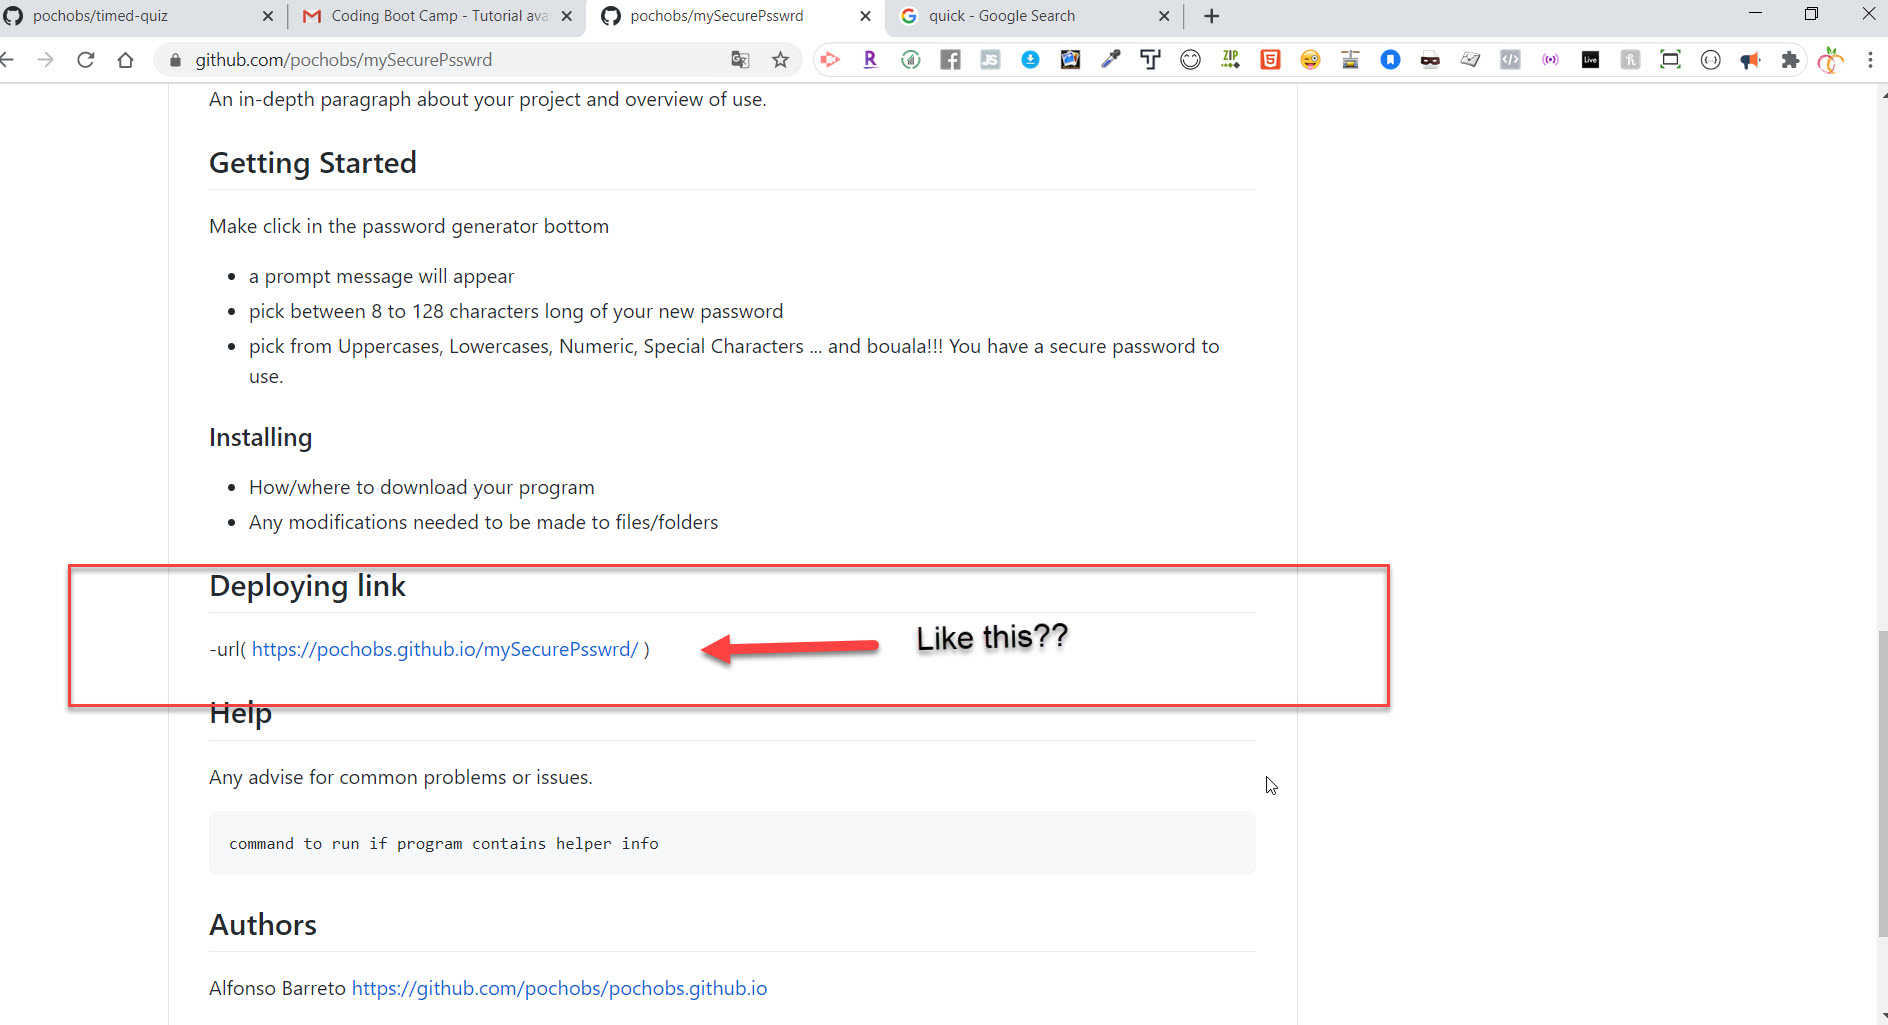 pochobs/timed-quiz
Coding Boot Camp - Tutorial ava
pochobs/mySecurePsswrd
quick - Google Search
github.com/pochobs/mySecurePsswrd
R
JS
ZIP
Live
An in-depth paragraph about your project and overview of use.
Getting Started
Make click in the password generator bottom
a prompt message will appear
pick between 8 to 128 characters long of your new password
pick from Uppercases, Lowercases, Numeric, Special Characters ... and bouala!!! You have a secure password to
use.
Installing
How/where to download your program
Any modifications needed to be made to files/folders
Deploying link
-url( https://pochobs.github.io/mySecurePsswrd/ )
Like this??
Help
Any advise for common problems or issues.
command to run if program contains helper info
Authors
Alfonso Barreto https://github.com/pochobs/pochobs.github.io